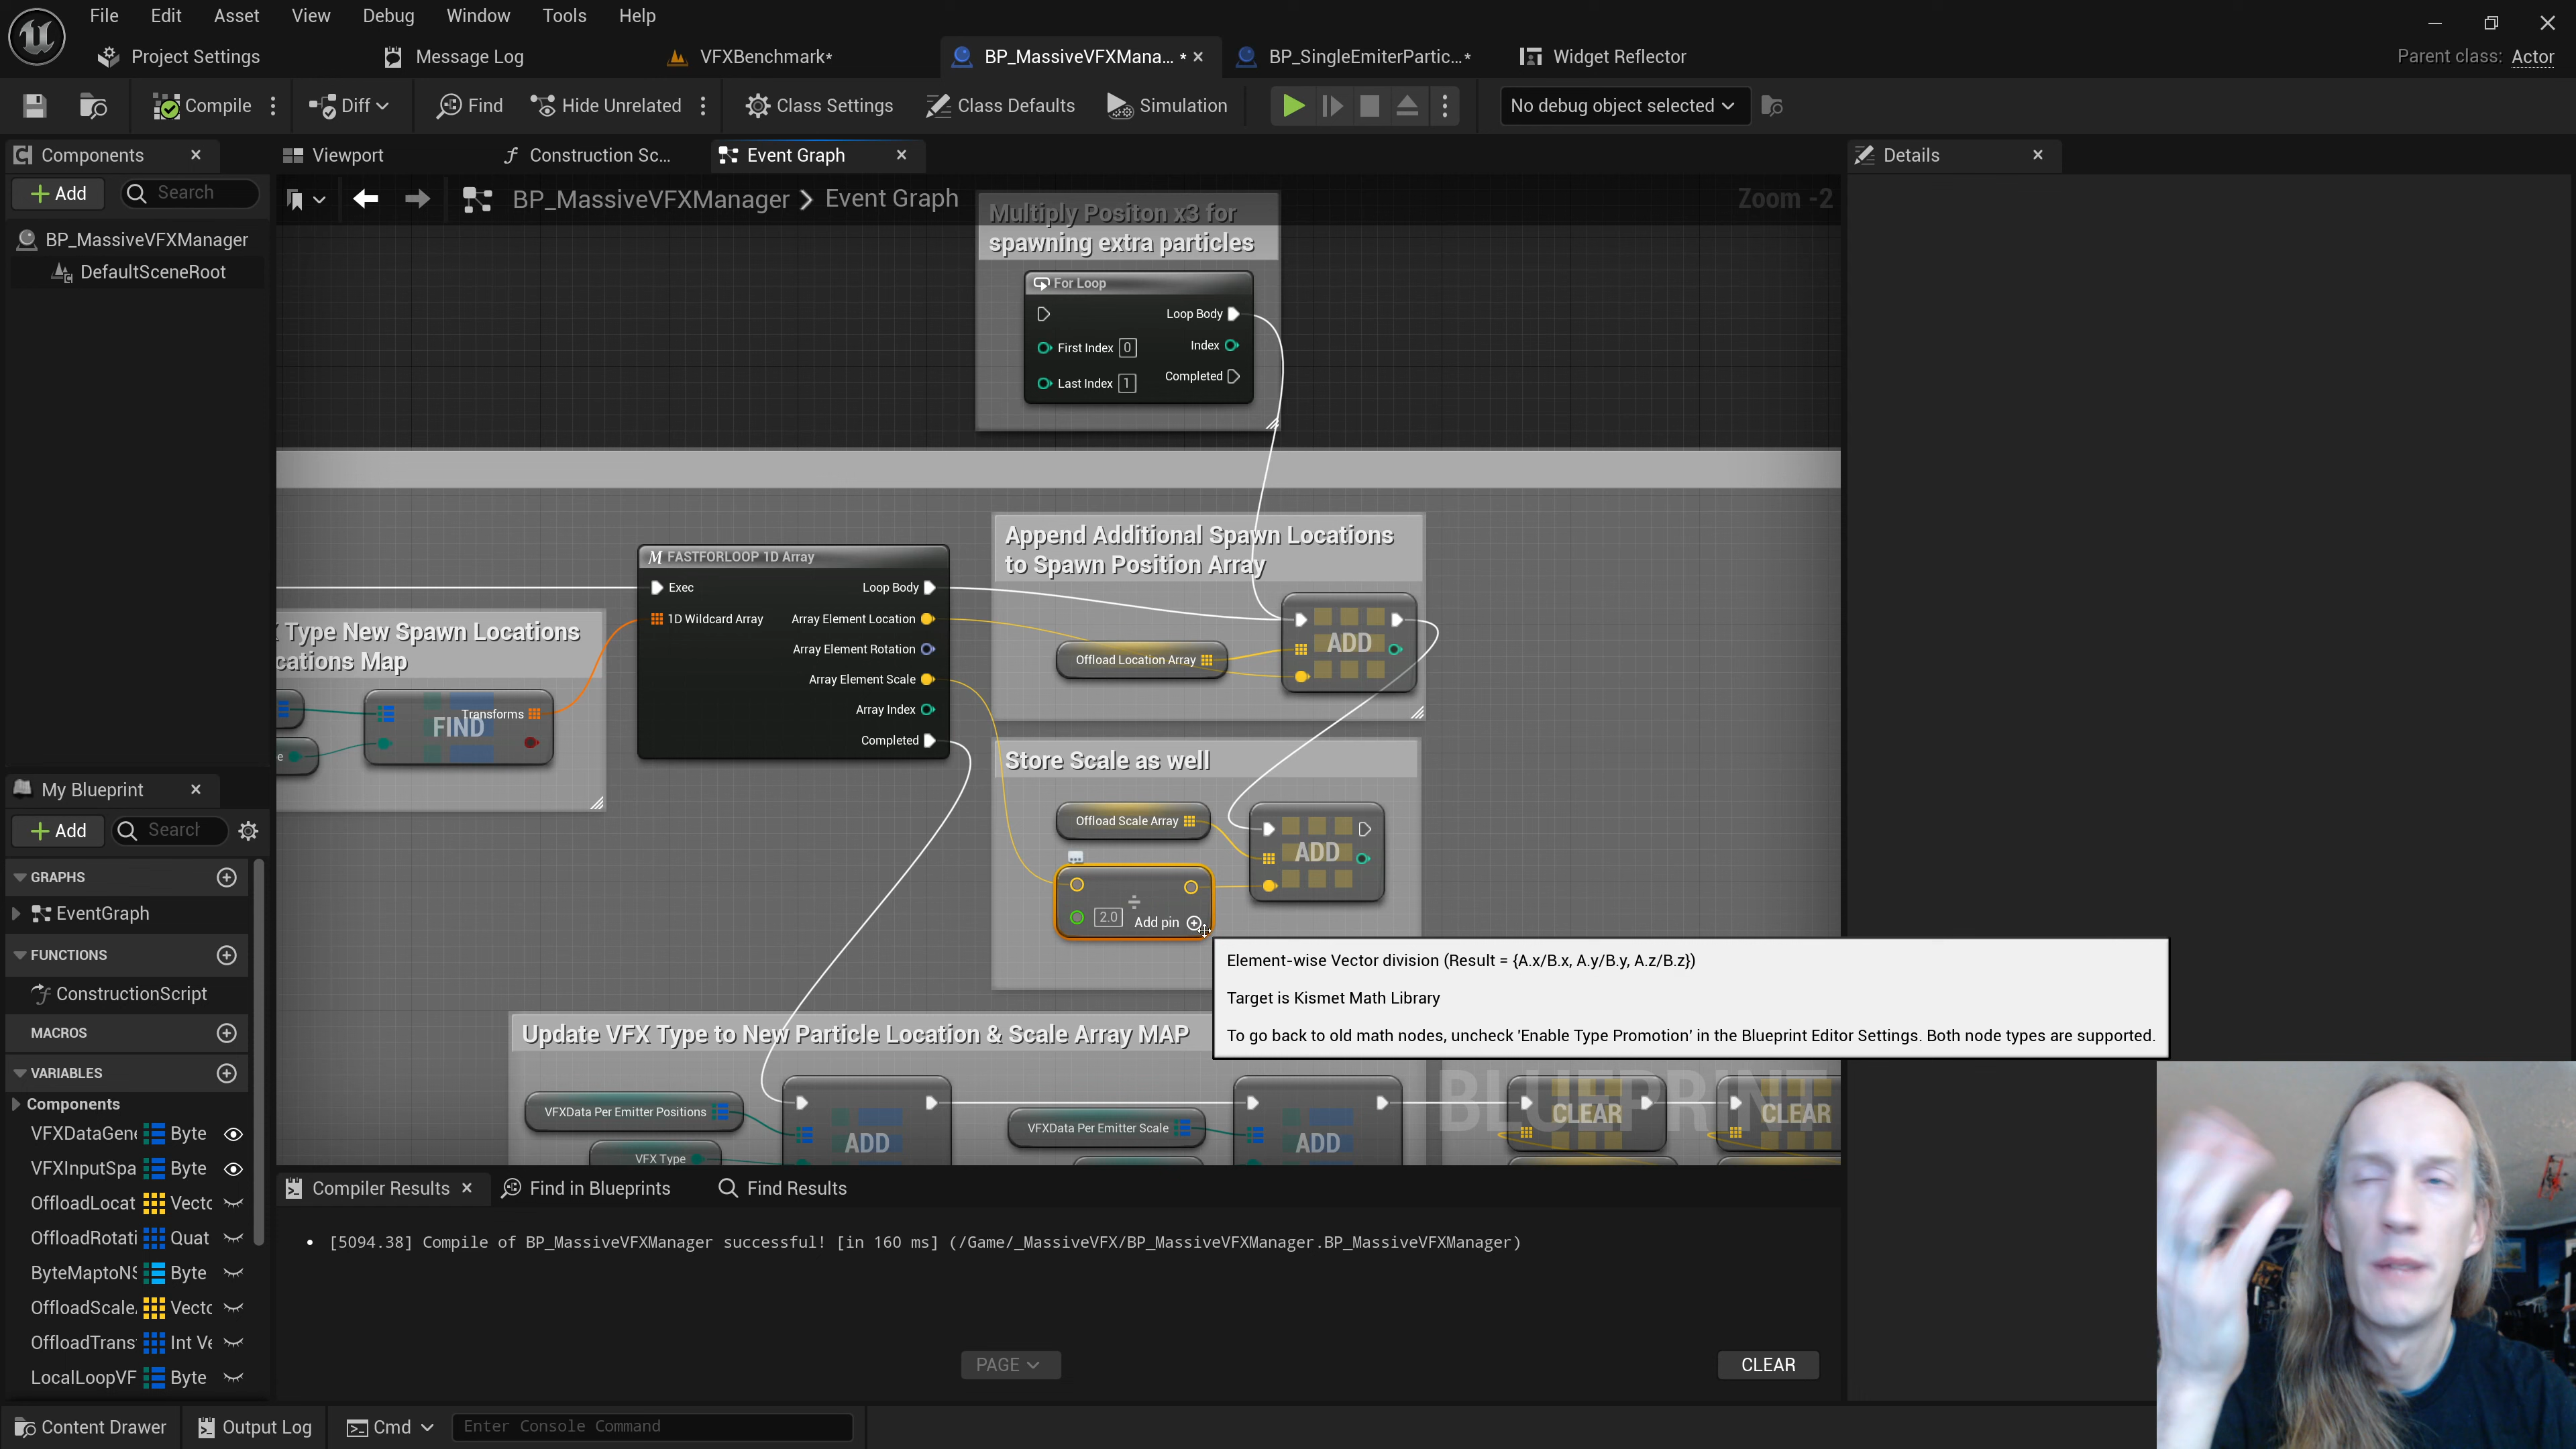 File Edit Asset View Debug Window Tools Help
Project Settings
Message Log
VFXBenchmark*
BP_MassiveVFXMana... *
BP_SingleEmiterPartic...*
Widget Reflector
Parent class: Actor
Compile
Diff
Find
Hide Unrelated
Class Settings
Class Defaults
Simulation
No debug object selected
Components
Viewport
Construction Sc...
Event Graph
Details
Add
Search
BP_MassiveVFXManager > Event Graph
Zoom -2
BP_MassiveVFXManager
DefaultSceneRoot
Multiply Positon x3 for
spawning extra particles
For Loop
Loop Body
First Index 0
Index
Last Index 1
Completed
Append Additional Spawn Locations
to Spawn Position Array
FASTFORLOOP 1D Array
Exec
Loop Body
1D Wildcard Array
Array Element Location
Array Element Rotation
Array Element Scale
Array Index
Completed
Offload Location Array
ADD
Type New Spawn Locations
cations Map
Transforms
FIND
e
Store Scale as well
Offload Scale Array
ADD
÷
2.0
Add pin
Element-wise Vector division (Result = {A.x/B.x, A.y/B.y, A.z/B.z})
Target is Kismet Math Library
To go back to old math nodes, uncheck 'Enable Type Promotion' in the Blueprint Editor Settings. Both node types are supported.
Update VFX Type to New Particle Location & Scale Array MAP
VFXData Per Emitter Positions
VFX Type
ADD
VFXData Per Emitter Scale
ADD
CLEAR
CLEAR
BLUEPRINT
My Blueprint
Add
Search
GRAPHS
EventGraph
FUNCTIONS
ConstructionScript
MACROS
VARIABLES
Components
VFXDataGene Byte
VFXInputSpa Byte
OffloadLocat Vecto
OffloadRotati Quat
ByteMaptoNS Byte
OffloadScale Vecto
OffloadTrans Int Ve
LocalLoopVF Byte
Compiler Results
Find in Blueprints
Find Results
• [5094.38] Compile of BP_MassiveVFXManager successful! [in 160 ms] (/Game/_MassiveVFX/BP_MassiveVFXManager.BP_MassiveVFXManager)
PAGE
CLEAR
Content Drawer
Output Log
Cmd
Enter Console Command